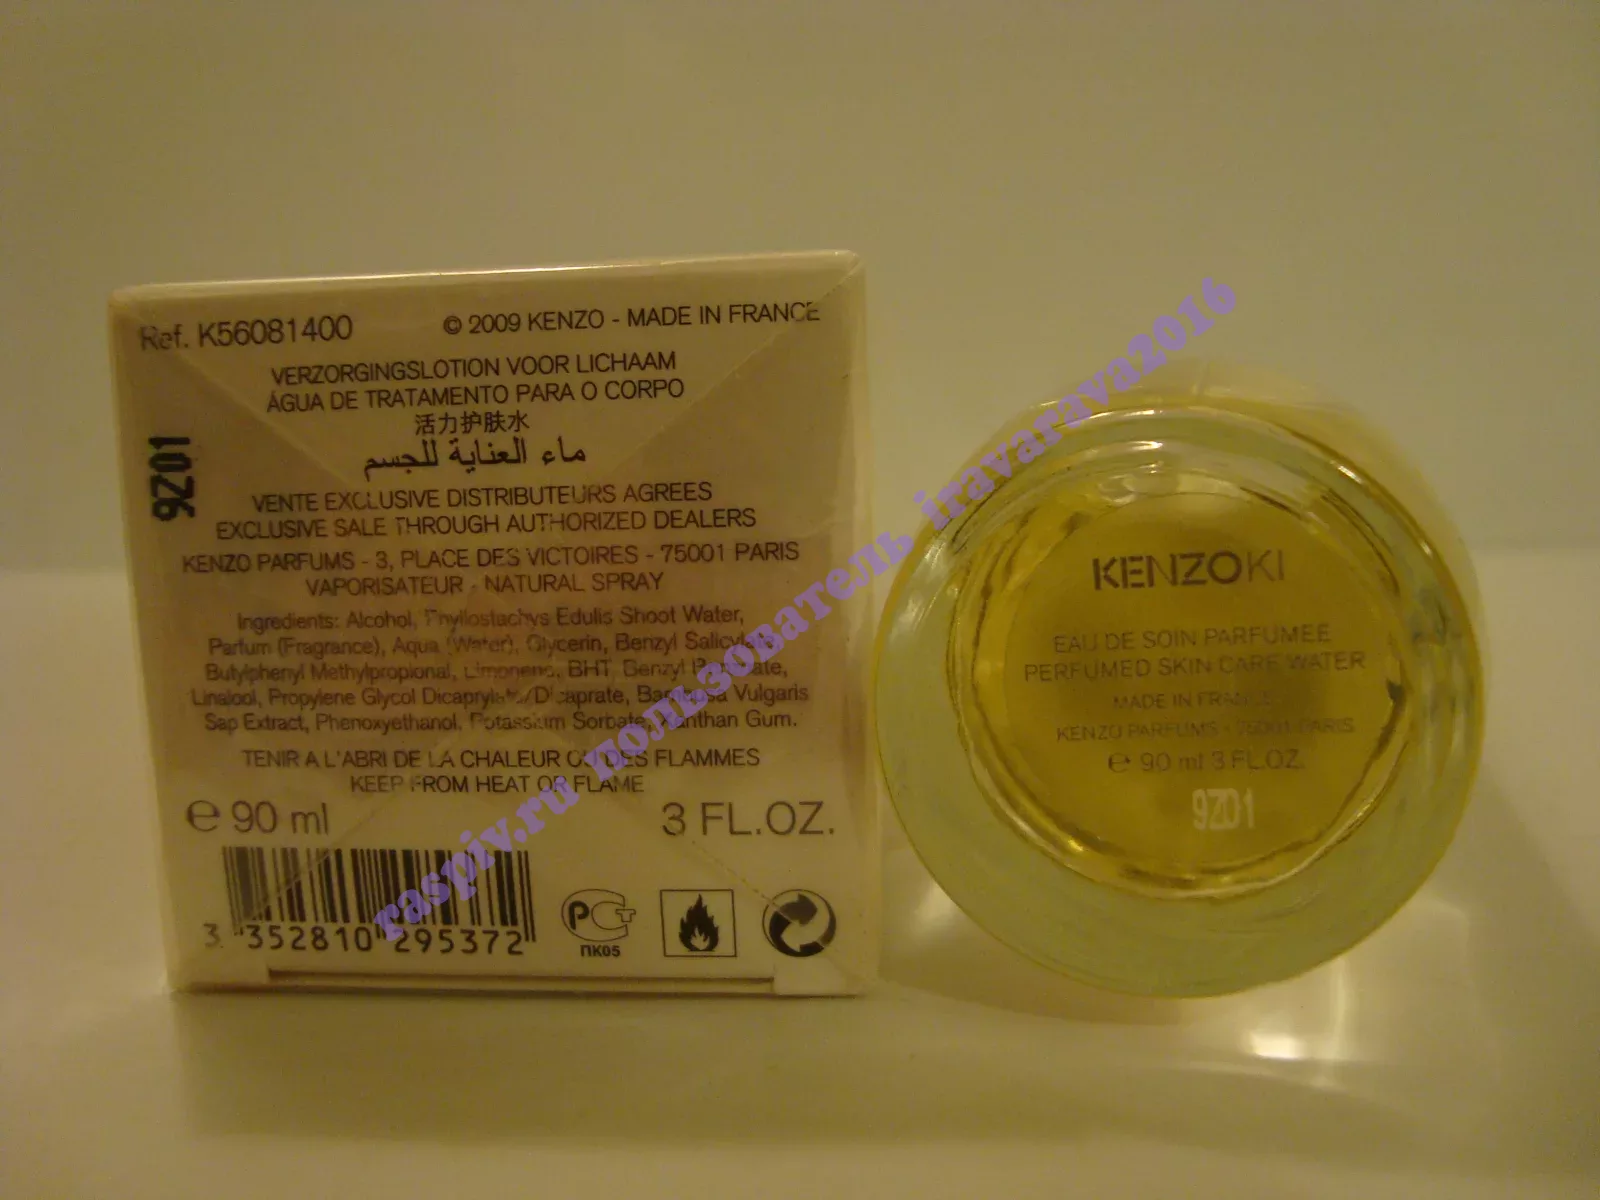 Ref. K56081400
© 2009 KENZO - MADE IN FRANCE
VERZORGINGSLOTION VOOR LICHAAM
ÁGUA DE TRATAMENTO PARA O CORPO
活力护肤水
ماء العناية للجسم
9Z01
VENTE EXCLUSIVE DISTRIBUTEURS AGREES
EXCLUSIVE SALE THROUGH AUTHORIZED DEALERS
KENZO PARFUMS - 3, PLACE DES VICTOIRES - 75001 PARIS
VAPORISATEUR - NATURAL SPRAY
Ingredients: Alcohol, Phyllostachys Edulis Shoot Water,
Parfum (Fragrance), Aqua (Water), Glycerin, Benzyl Salicylate,
Butylphenyl Methylpropional, Limonene, BHT, Benzyl
Linalool, Propylene Glycol Dicaprylate/Dicaprate, Bambusa Vulgaris
Sap Extract, Phenoxyethanol, Potassium Sorbate, Xanthan Gum.
TENIR A L'ABRI DE LA CHALEUR OU DES FLAMMES
KEEP FROM HEAT OR FLAME
℮ 90 ml
3 FL.OZ.
3 352810 295372
РСТ
ПК05
KENZOKI
EAU DE SOIN PARFUMEE
PERFUMED SKIN CARE WATER
MADE IN FRANCE
KENZO PARFUMS - 75001 PARIS
℮ 90 ml 3 FL.OZ.
9Z01
raspiv.ru пользователь iravarava2016